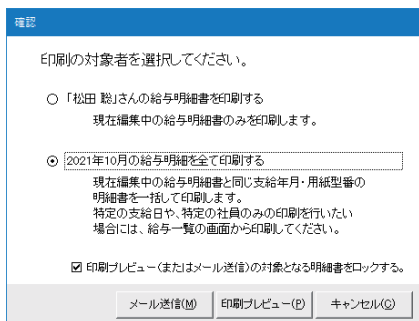 確認
印刷の対象者を選択してください。
「松田 聡」さんの給与明細書を印刷する
現在編集中の給与明細書のみを印刷します。
2021年10月の給与明細を全て印刷する
現在編集中の給与明細書と同じ支給年月・用紙型番の
明細書を一括して印刷します。
特定の支給日や、特定の社員のみの印刷を行いたい
場合には、給与一覧の画面から印刷してください。
印刷プレビュー(またはメール送信)の対象となる明細書をロックする。
メール送信(M) 印刷プレビュー(P) キャンセル(C)